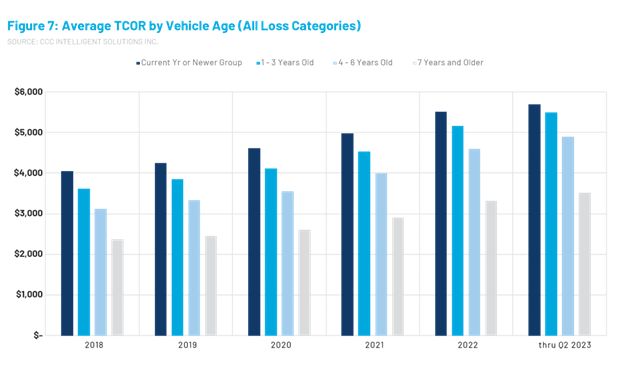 Figure 7: Average TCOR by Vehicle Age (All Loss Categories)
SOURCE: CCC INTELLIGENT SOLUTIONS INC.
Current Yr or Newer Group 1 - 3 Years Old 4 - 6 Years Old 7 Years and Older
$6,000
$5,000
$4,000
$3,000
$2,000
$1,000
$-
2018 2019 2020 2021 2022 thru Q2 2023